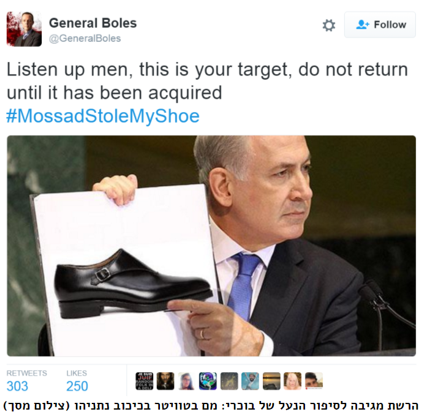 General Boles
@GeneralBoles
Follow
Listen up men, this is your target, do not return
until it has been acquired
#MossadStoleMyShoe
RETWEETS
LIKES
303
250
הרשת מגיבה לסיפור הנעל של בוכרי: מם בטוויטר בכיכוב נתניהו (צילום מסך)